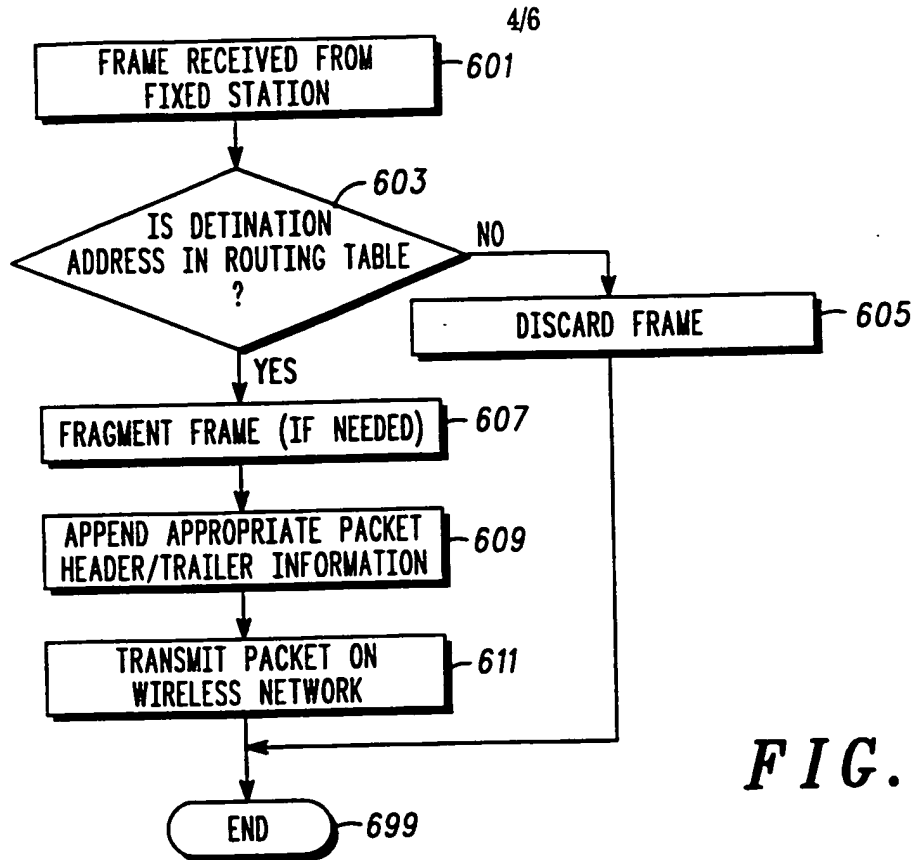 4/6
FRAME RECEIVED FROM
FIXED STATION
601
603
IS DETINATION
ADDRESS IN ROUTING TABLE
?
NO
DISCARD FRAME
605
YES
FRAGMENT FRAME (IF NEEDED)
607
APPEND APPROPRIATE PACKET
HEADER/TRAILER INFORMATION
609
TRANSMIT PACKET ON
WIRELESS NETWORK
611
FIG.
END
699